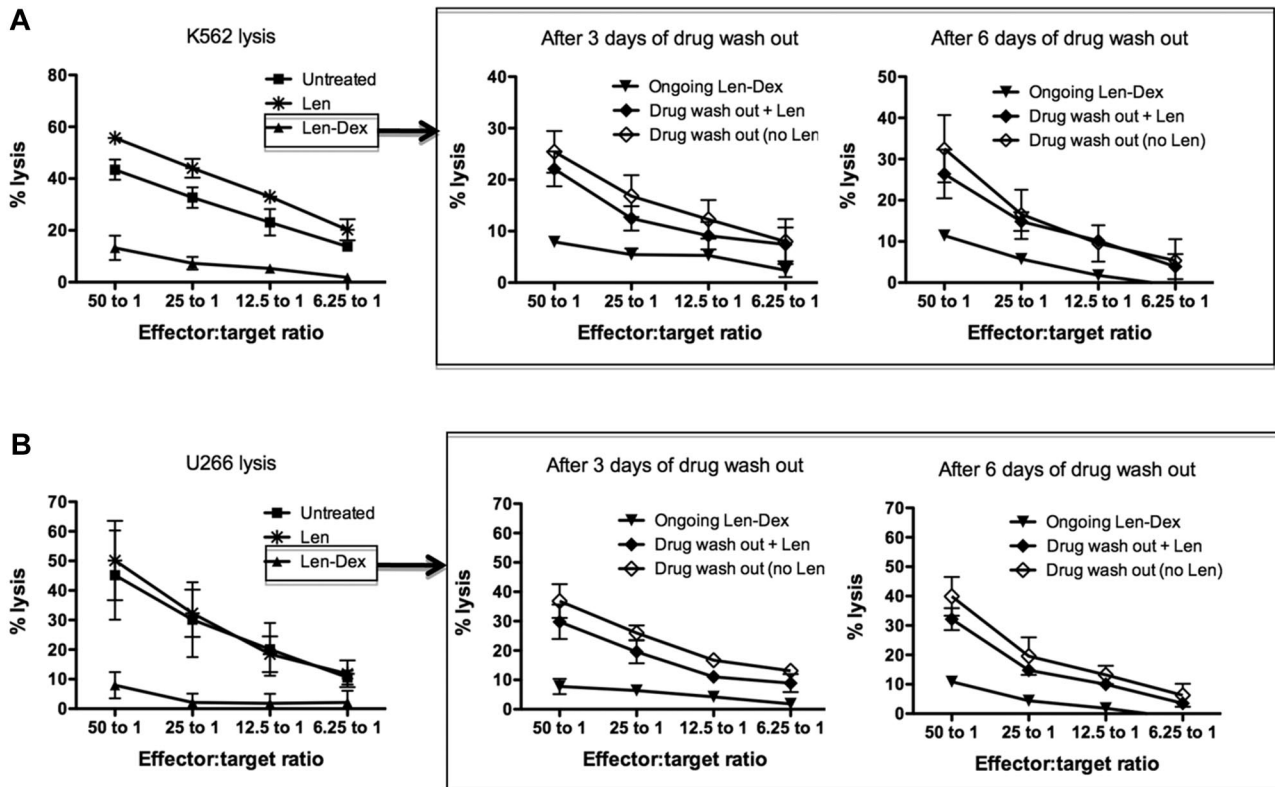 A
K562 lysis
% lysis
80
60
40
20
0
50 to 1 25 to 1 12.5 to 1 6.25 to 1
Effector:target ratio
Untreated
Len
Len-Dex
After 3 days of drug wash out
% lysis
40
30
20
10
0
50 to 1 25 to 1 12.5 to 1 6.25 to 1
Effector:target ratio
Ongoing Len-Dex
Drug wash out + Len
Drug wash out (no Len
After 6 days of drug wash out
% lysis
50
40
30
20
10
0
50 to 1 25 to 1 12.5 to 1 6.25 to 1
Effector:target ratio
Ongoing Len-Dex
Drug wash out + Len
Drug wash out (no Len)
B
U266 lysis
% lysis
70
60
50
40
30
20
10
0
50 to 1 25 to 1 12.5 to 1 6.25 to 1
Effector:target ratio
Untreated
Len
Len-Dex
After 3 days of drug wash out
% lysis
70
60
50
40
30
20
10
0
50 to 1 25 to 1 12.5 to 1 6.25 to 1
Effector:target ratio
Ongoing Len-Dex
Drug wash out + Len
Drug wash out (no Len
After 6 days of drug wash out
% lysis
70
60
50
40
30
20
10
0
50 to 1 25 to 1 12.5 to 1 6.25 to 1
Effector:target ratio
Ongoing Len-Dex
Drug wash out + Len
Drug wash out (no Len)